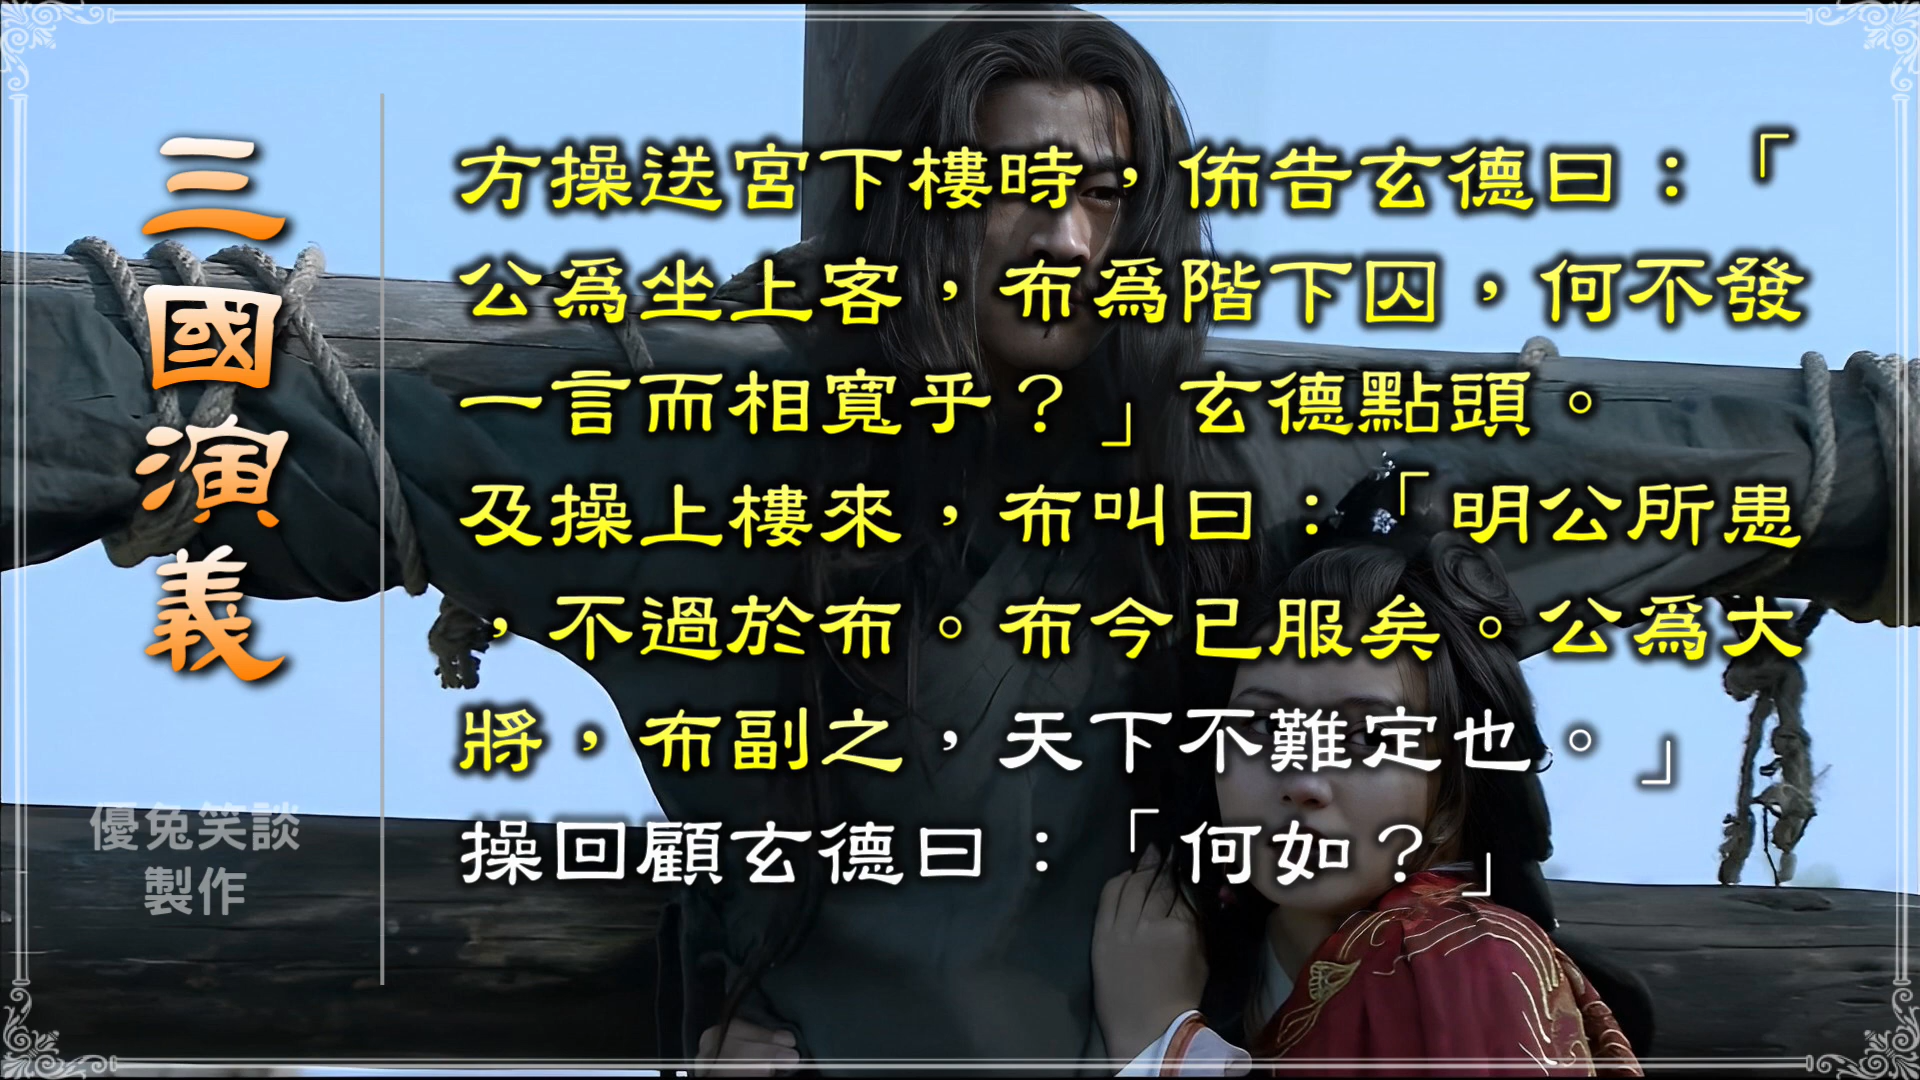 三國演義
方操送宮下樓時，佈告玄德曰：「
公爲坐上客，布爲階下囚，何不發
一言而相寬乎？」玄德點頭。
及操上樓來，布叫曰：「明公所患
，不過於布。布今已服矣。公爲大
將，布副之，天下不難定也。」
操回顧玄德曰：「何如？」
優兔笑談
製作